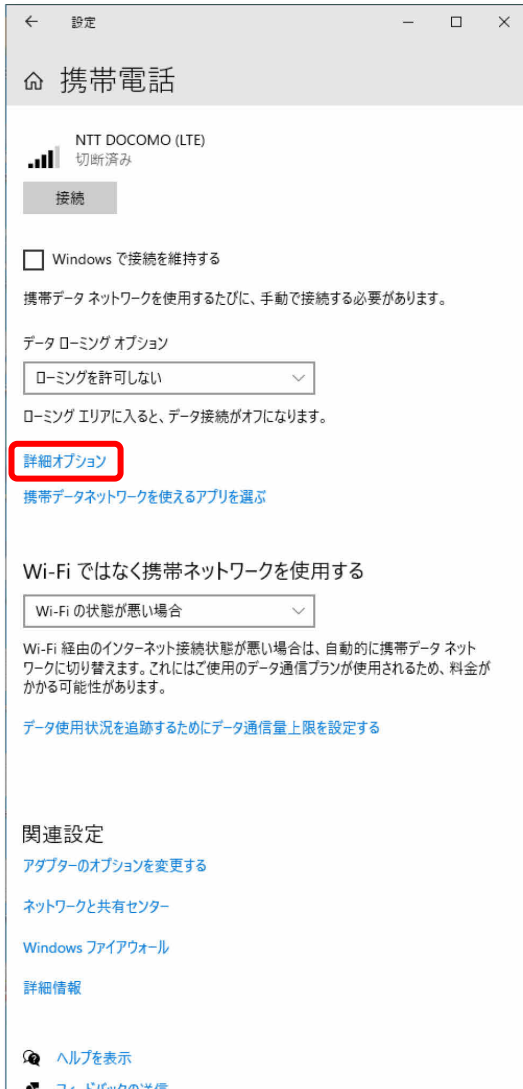 設定
携帯電話
NTT DOCOMO (LTE)
切断済み
接続
Windows で接続を維持する
携帯データ ネットワークを使用するたびに、手動で接続する必要があります。
データ ローミング オプション
ローミングを許可しない
ローミング エリアに入ると、データ接続がオフになります。
詳細オプション
携帯データネットワークを使えるアプリを選ぶ
Wi-Fi ではなく携帯ネットワークを使用する
Wi-Fi の状態が悪い場合
Wi-Fi 経由のインターネット接続状態が悪い場合は、自動的に携帯データ ネット
ワークに切り替えます。これにはご使用のデータ通信プランが使用されるため、料金が
かかる可能性があります。
データ使用状況を追跡するためにデータ通信量上限を設定する
関連設定
アダプターのオプションを変更する
ネットワークと共有センター
Windows ファイアウォール
詳細情報
ヘルプを表示
フィードバックの送信